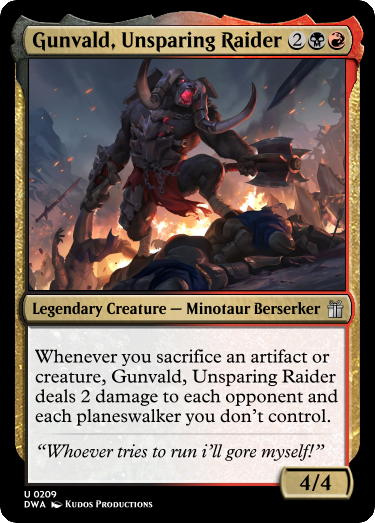 Gunvald, Unsparing Raider 2
Legendary Creature — Minotaur Berserker
Whenever you sacrifice an artifact or
creature, Gunvald, Unsparing Raider
deals 2 damage to each opponent and
each planeswalker you don't control.
“Whoever tries to run i'll gore myself!”
4/4
U 0209
DWA Kudos Productions